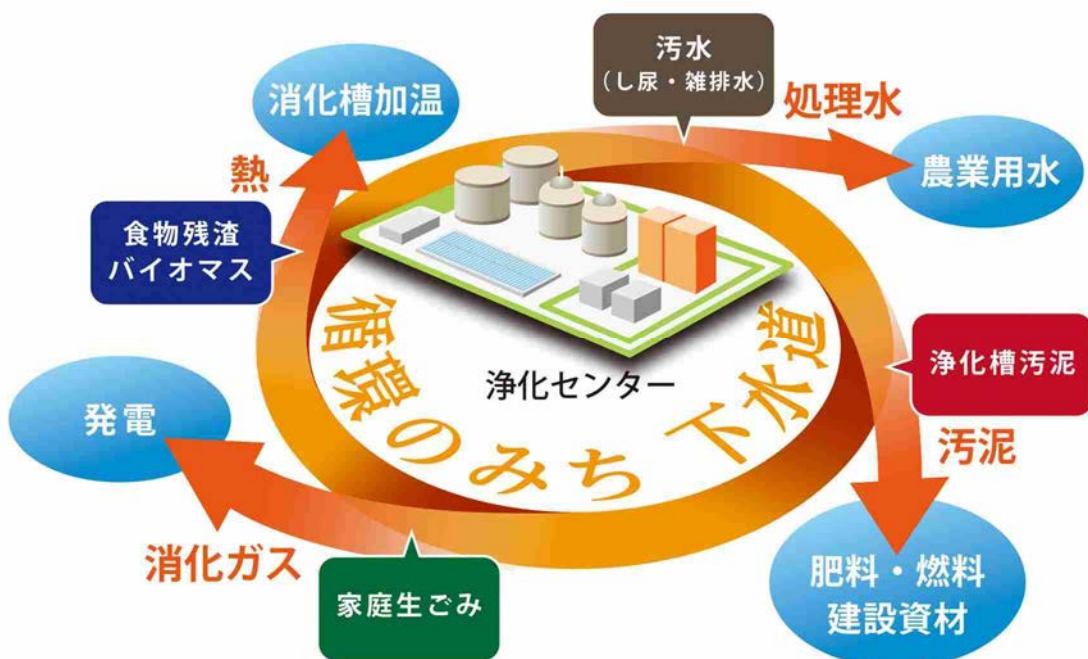 汚水
（し尿・雑排水）
処理水
農業用水
消化槽加温
熱
食物残渣
バイオマス
浄化センター
循環のみち 下水道
浄化槽汚泥
汚泥
肥料・燃料
建設資材
発電
消化ガス
家庭生ごみ